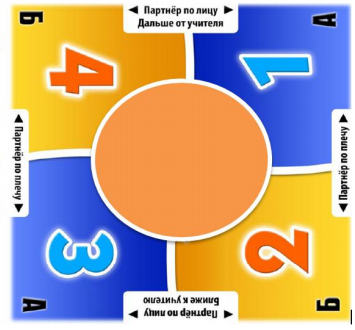 Б
◄ Партнёр по лицу ►
Дальше от учителя
А
4
1
◄ Партнёр по плечу ►
◄ Партнёр по плечу ►
3
2
А
◄ Партнёр по лицу ►
Ближе к учителю
Б